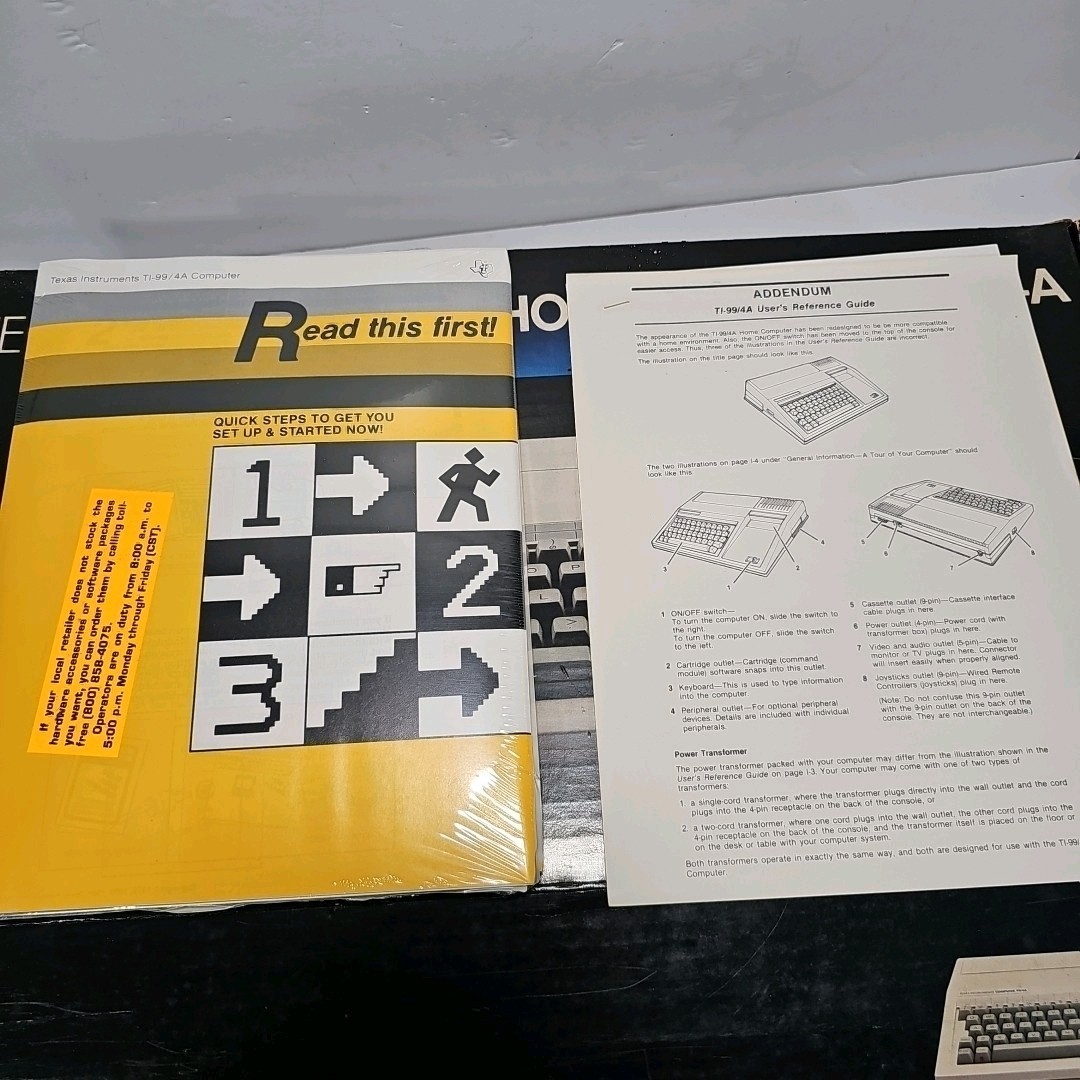 Texas Instruments TI-99/4A Computer
Read this first!
QUICK STEPS TO GET YOU
SET UP & STARTED NOW!
1
2
3
If your local retailer does not stock the
hardware accessories or software packages
you want, you can order them by calling toll-
free (800) 858-4075.
Operators are on duty from 8:00 a.m. to
5:00 p.m. Monday through Friday (CST).
E
HO
-A
ADDENDUM
TI-99/4A User's Reference Guide
The appearance of the TI-99/4A Home Computer has been redesigned to be be more compatible
with a home environment. Also, the ON/OFF switch has been moved to the top of the console for
easier access. Thus, three of the illustrations in the User's Reference Guide are incorrect.
The illustration on the title page should look like this.
The two illustrations on page I-4 under "General Information—A Tour of Your Computer" should
look like this.
3
1
2
4
5
6
7
8
1 ON/OFF switch—
To turn the computer ON, slide the switch to
the right.
To turn the computer OFF, slide the switch
to the left.
2 Cartridge outlet—Cartridge (command
module) software snaps into this outlet.
3 Keyboard—This is used to type information
into the computer.
4 Peripheral outlet—For optional peripheral
devices. Details are included with individual
peripherals.
5 Cassette outlet (9-pin)—Cassette interface
cable plugs in here.
6 Power outlet (4-pin)—Power cord (with
transformer box) plugs in here.
7 Video and audio outlet (5-pin)—Cable to
monitor or TV plugs in here. Connector
will insert easily when properly aligned.
8 Joysticks outlet (9-pin)—Wired Remote
Controllers (joysticks) plug in here.
(Note: Do not confuse this 9-pin outlet
with the 9-pin outlet on the back of the
console. They are not interchangeable.)
Power Transformer
The power transformer packed with your computer may differ from the illustration shown in the
User's Reference Guide on page I-3. Your computer may come with one of two types of
transformers:
1. a single-cord transformer, where the transformer plugs directly into the wall outlet and the cord
plugs into the 4-pin receptacle on the back of the console, or
2. a two-cord transformer, where one cord plugs into the wall outlet, the other cord plugs into the
4-pin receptacle on the back of the console, and the transformer itself is placed on the floor or
on the desk or table with your computer system.
Both transformers operate in exactly the same way, and both are designed for use with the TI-99/
Computer.